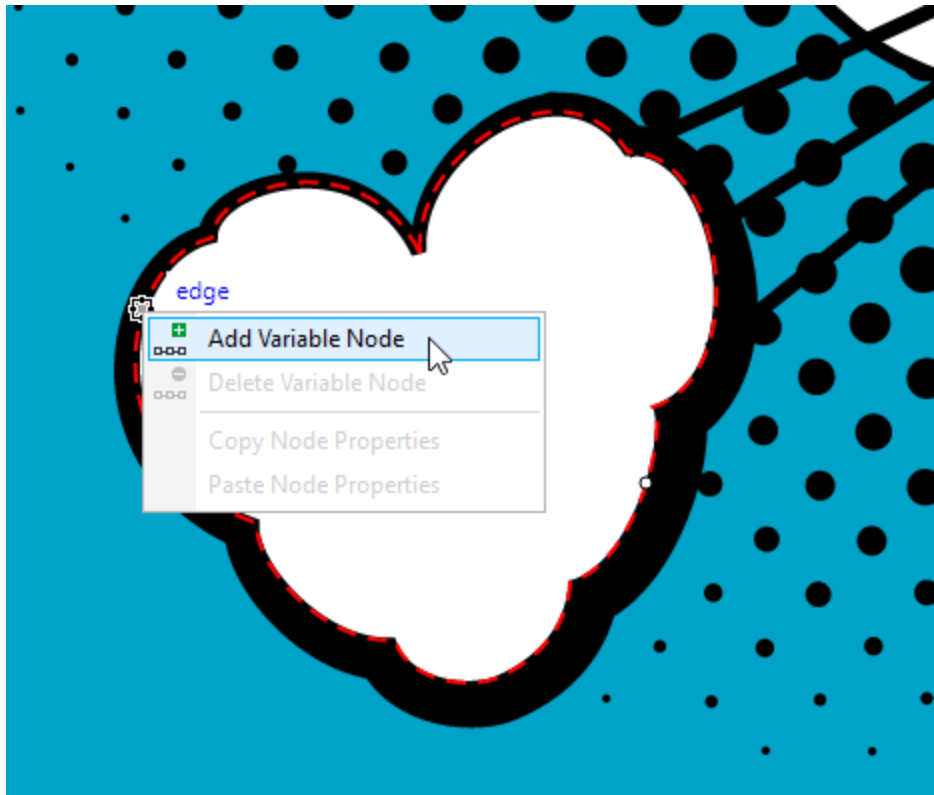 edge
Add Variable Node
Delete Variable Node
Copy Node Properties
Paste Node Properties